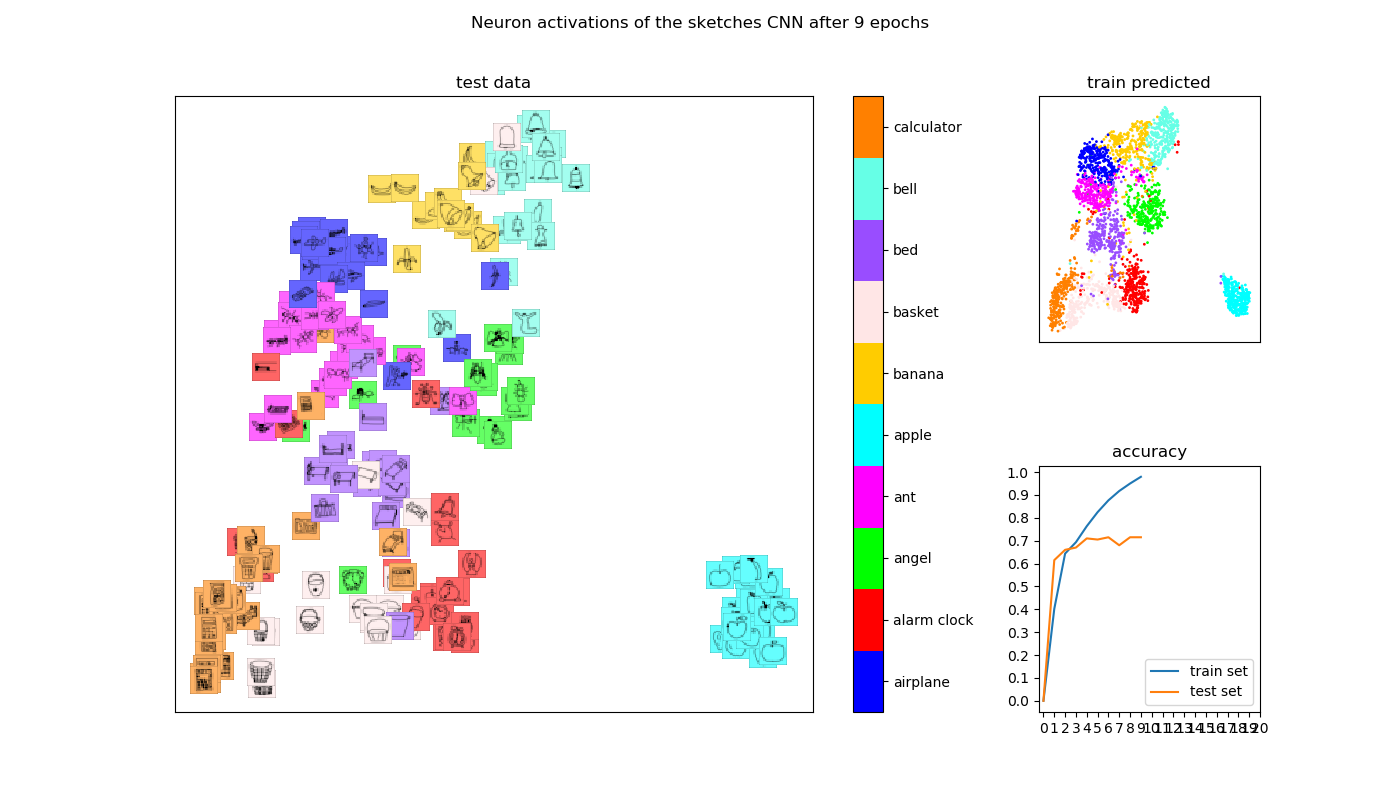 Neuron activations of the sketches CNN after 9 epochs
test data
calculator
bell
bed
basket
banana
apple
ant
angel
alarm clock
airplane
train predicted
accuracy
1.0
0.9
0.8
0.7
0.6
0.5
0.4
0.3
0.2
0.1
0.0
train set
test set
0 1 2 3 4 5 6 7 8 9 10 11 12 13 14 15 16 17 18 19 20